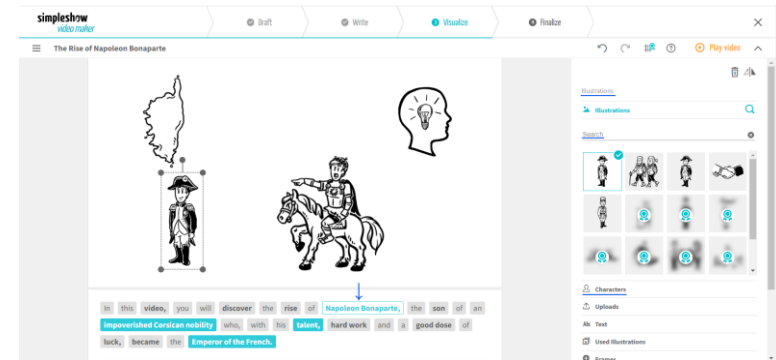 simpleshow
video maker
Draft
Write
Visualize
Finalize
The Rise of Napoleon Bonaparte
Play video
Illustrations
Illustrations
Search
Characters
Uploads
Abc Text
Used Illustrations
Frames
In this video, you will discover the rise of Napoleon Bonaparte, the son of an
impoverished Corsican nobility who, with his talent, hard work and a good dose of
luck, became the Emperor of the French.